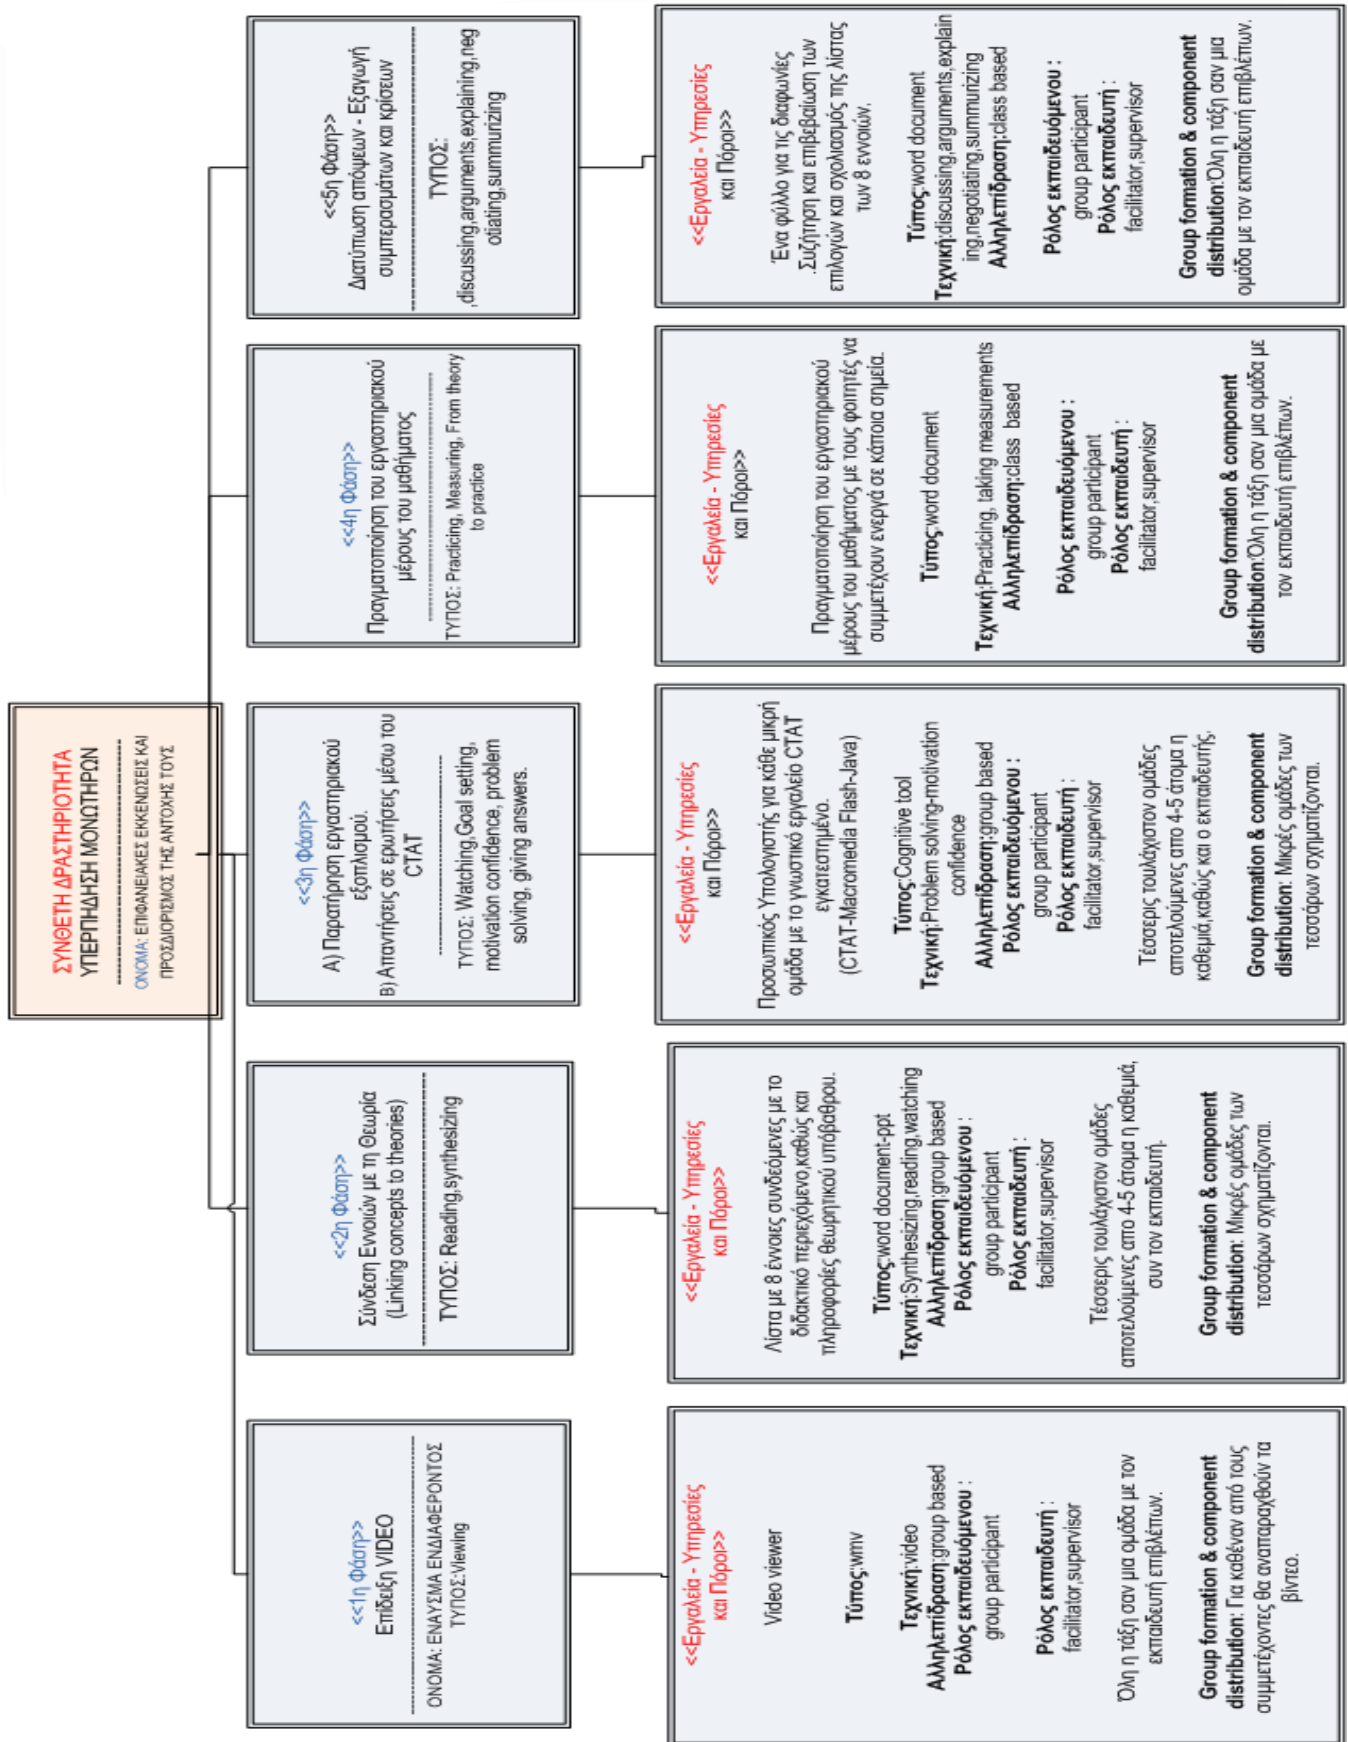 ΣΥΝΘΕΤΗ ΔΡΑΣΤΗΡΙΟΤΗΤΑ
ΥΠΕΡΠΗΔΗΣΗ ΜΟΝΩΤΗΡΩΝ
ΟΝΟΜΑ: ΕΠΙΦΑΝΕΙΑΚΕΣ ΕΚΚΕΝΩΣΕΙΣ ΚΑΙ
ΠΡΟΣΔΙΟΡΙΣΜΟΣ ΤΗΣ ΑΝΤΟΧΗΣ ΤΟΥΣ
<<1η Φάση>>
Επίδειξη VIDEO
ΟΝΟΜΑ: ΕΝΑΥΣΜΑ ΕΝΔΙΑΦΕΡΟΝΤΟΣ
ΤΥΠΟΣ:Viewing
<<2η Φάση>>
Σύνδεση Εννοιών με τη Θεωρία
(Linking concepts to theories)
ΤΥΠΟΣ: Reading,synthesizing
<<3η Φάση>>
Α) Παρατήρηση εργαστηριακού
εξοπλισμού.
Β) Απαντήσεις σε ερωτήσεις μέσω του
CTAT
ΤΥΠΟΣ: Watching,Goal setting,
motivation confidence, problem
solving, giving answers.
<<4η Φάση>>
Πραγματοποίηση του εργαστηριακού
μέρους του μαθήματος
ΤΥΠΟΣ: Practicing, Measuring, From theory
to practice
<<5η Φάση>>
Διατύπωση απόψεων - Εξαγωγή
συμπερασμάτων και κρίσεων
ΤΥΠΟΣ:
,discussing,arguments,explaining,neg
otiating,summurizing
<<Εργαλεία - Υπηρεσίες
και Πόροι>>
Video viewer
Τύπος:wmv
Τεχνική:video
Αλληλεπίδραση:group based
Ρόλος εκπαιδευόμενου :
group participant
Ρόλος εκπαιδευτή :
facilitator,supervisor
Όλη η τάξη σαν μια ομάδα με τον
εκπαιδευτή επιβλέπων.
Group formation & component
distribution: Για καθέναν από τους
συμμετέχοντες θα αναπαραχθούν τα
βίντεο.
<<Εργαλεία - Υπηρεσίες
και Πόροι>>
Λίστα με 8 έννοιες συνδεόμενες με το
διδακτικό περιεχόμενο,καθώς και
πληροφορίες θεωρητικού υπόβαθρου.
Τύπος:word document-ppt
Τεχνική:Synthesizing,reading,watching
Αλληλεπίδραση:group based
Ρόλος εκπαιδευόμενου :
group participant
Ρόλος εκπαιδευτή :
facilitator,supervisor
Τέσσερις τουλάχιστον ομάδες
αποτελούμενες απο 4-5 άτομα η καθεμιά,
συν τον εκπαιδευτή.
Group formation & component
distribution: Μικρές ομάδες των
τεσσάρων σχηματίζονται.
<<Εργαλεία - Υπηρεσίες
και Πόροι>>
Προσωπικός Υπολογιστής για κάθε μικρή
ομάδα με το γνωστικό εργαλείο CTAT
εγκατεστημένο.
(CTAT-Macromedia Flash-Java)
Τύπος:Cognitive tool
Τεχνική:Problem solving-motivation
confidence
Αλληλεπίδραση:group based
Ρόλος εκπαιδευόμενου :
group participant
Ρόλος εκπαιδευτή :
facilitator,supervisor
Τέσσερις τουλάχιστον ομάδες
αποτελούμενες απο 4-5 άτομα η
καθεμιά,καθώς και ο εκπαιδευτής.
Group formation & component
distribution: Μικρές ομάδες των
τεσσάρων σχηματίζονται.
<<Εργαλεία - Υπηρεσίες
και Πόροι>>
Πραγματοποίηση του εργαστηριακού
μέρους του μαθήματος με τους φοιτητές να
συμμετέχουν ενεργά σε κάποια σημεία.
Τύπος:word document
Τεχνική:Practicing, taking measurements
Αλληλεπίδραση:class based
Ρόλος εκπαιδευόμενου :
group participant
Ρόλος εκπαιδευτή :
facilitator,supervisor
Group formation & component
distribution:Όλη η τάξη σαν μια ομάδα με
τον εκπαιδευτή επιβλέπων.
<<Εργαλεία - Υπηρεσίες
και Πόροι>>
Ένα φύλλο για τις διαφωνίες
.Συζήτηση και επιβεβαίωση των
επιλογών και σχολιασμός της λίστας
των 8 εννοιών.
Τύπος:word document
Τεχνική:discussing,arguments,explain
ing,negotiating,summurizing
Αλληλεπίδραση:class based
Ρόλος εκπαιδευόμενου :
group participant
Ρόλος εκπαιδευτή :
facilitator,supervisor
Group formation & component
distribution:Όλη η τάξη σαν μια
ομάδα με τον εκπαιδευτή επιβλέπων.